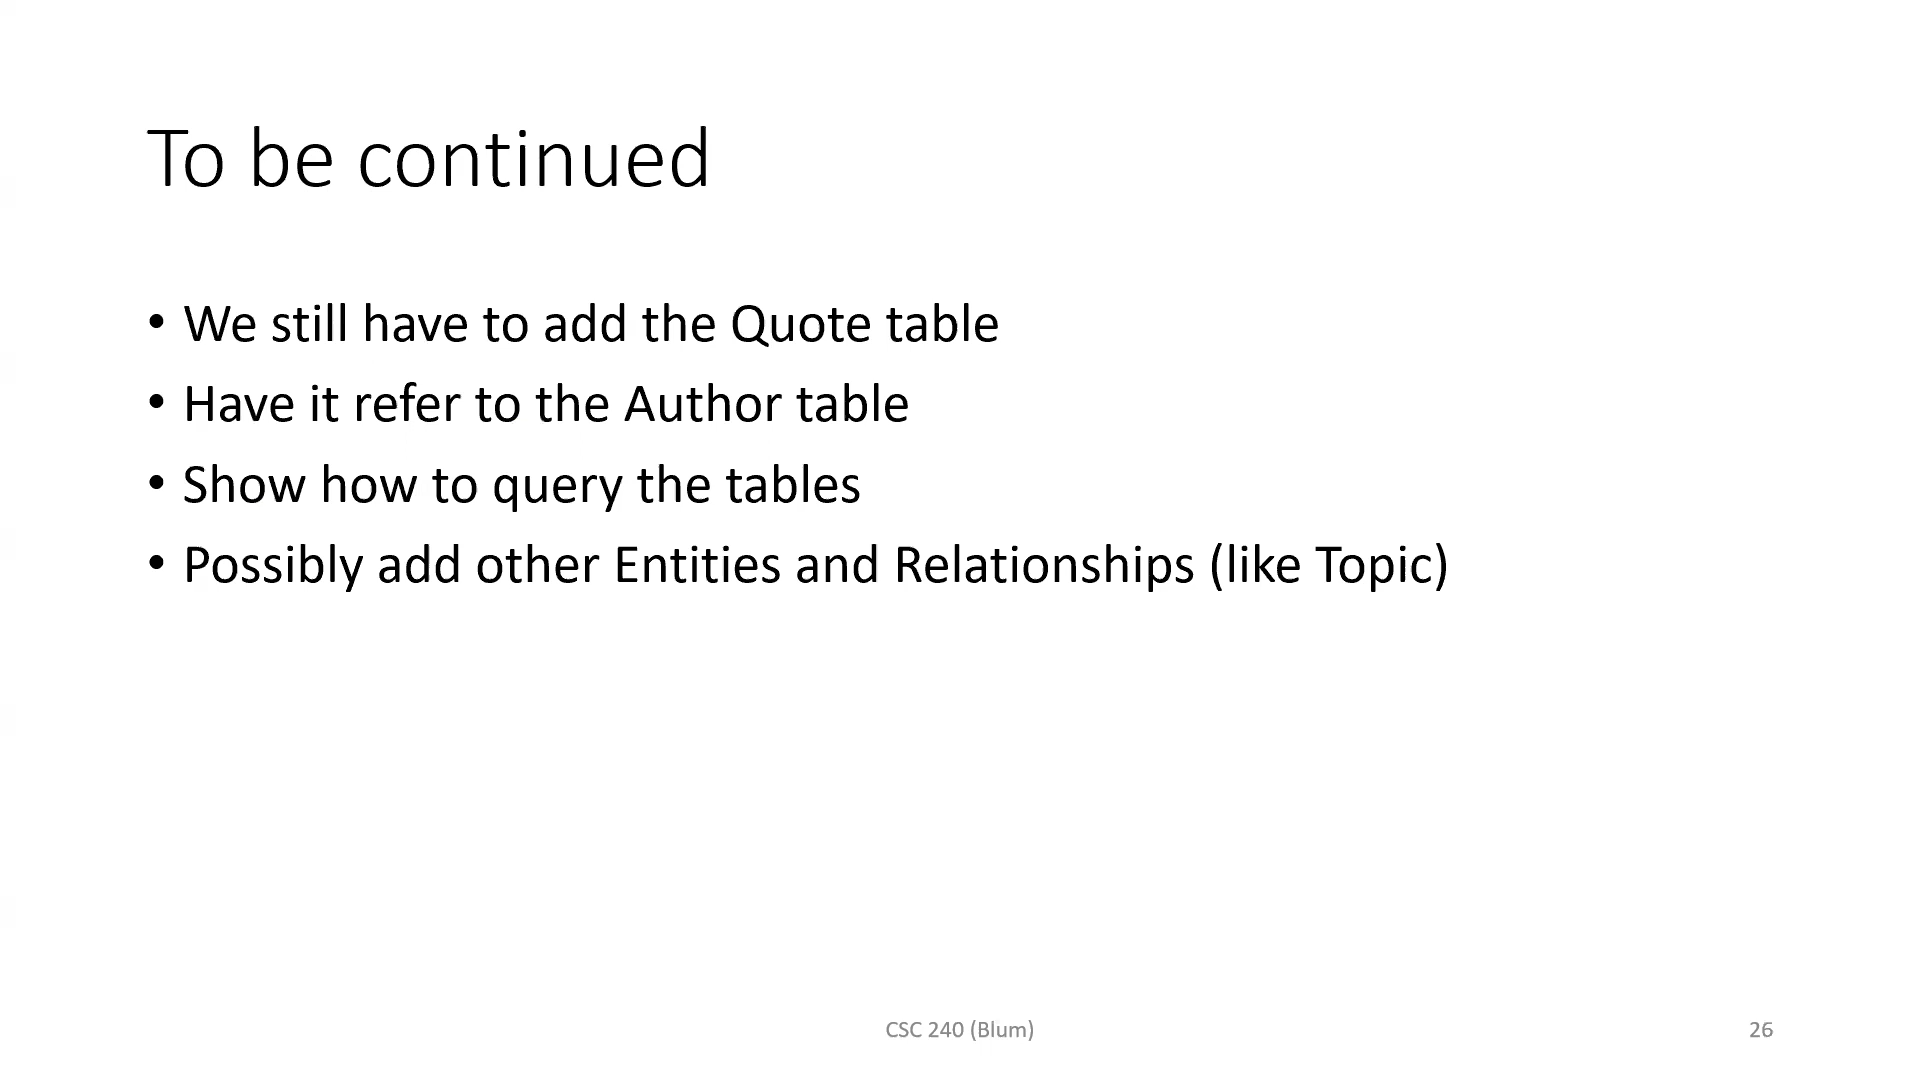 To be continued
• We still have to add the Quote table
• Have it refer to the Author table
• Show how to query the tables
• Possibly add other Entities and Relationships (like Topic)
CSC 240 (Blum)
26